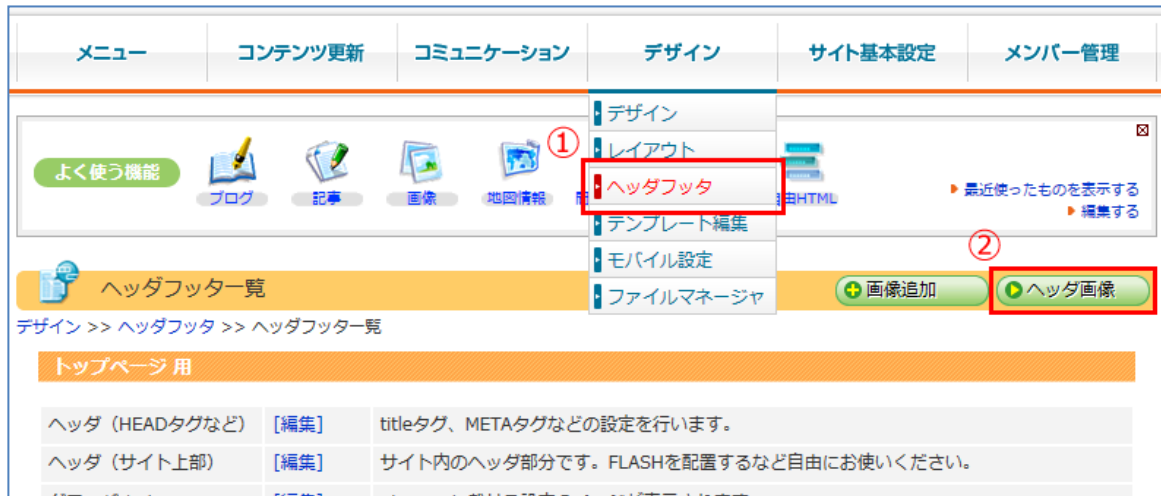 メニュー コンテンツ更新 コミュニケーション デザイン サイト基本設定 メンバー管理
デザイン
①
レイアウト
よく使う機能
ヘッダフッタ
ブログ 記事 画像 地図情報 由HTML
最近使ったものを表示する
編集する
テンプレート編集
モバイル設定
②
ファイルマネージャ
ヘッダフッター覧
画像追加 ヘッダ画像
デザイン >> ヘッダフッタ >> ヘッダフッター覧
トップページ 用
ヘッダ（HEADタグなど） [編集] titleタグ、METAタグなどの設定を行います。
ヘッダ（サイト上部） [編集] サイト内のヘッダ部分です。FLASHを配置するなど自由にお使いください。